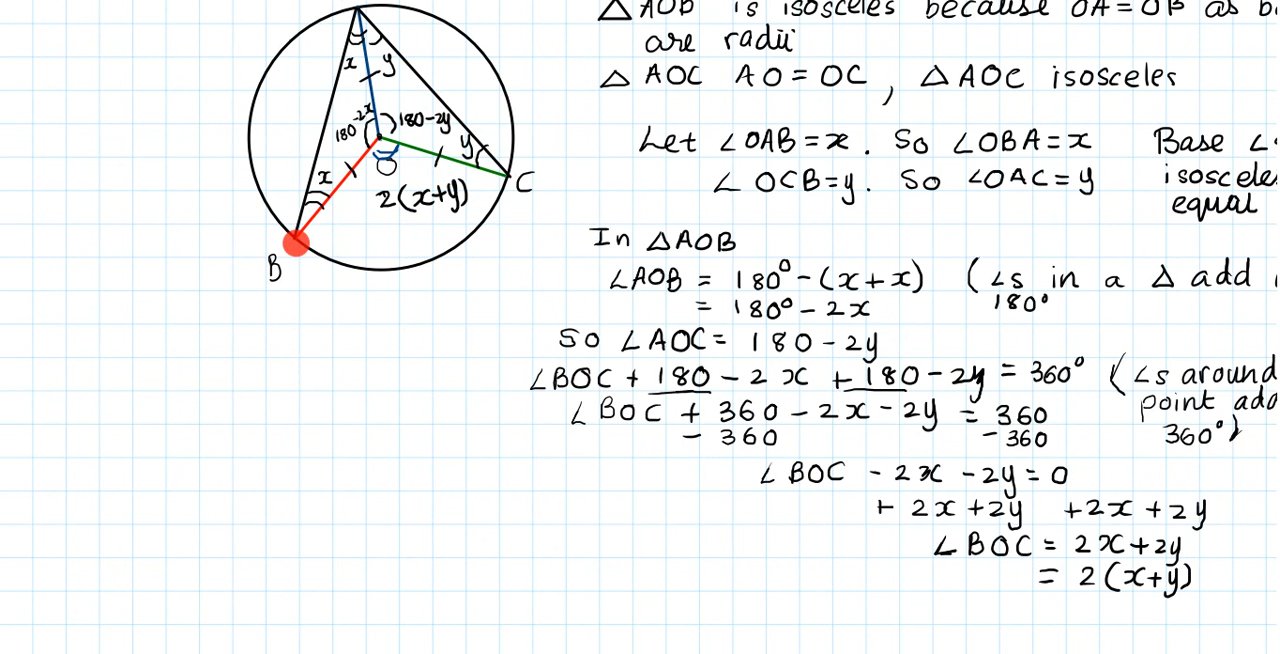 △ AOB is isosceles because OA = OB as
are radii
△ AOC AO = OC , △ AOC isosceles
Let ∠OAB = x . So ∠OBA = x Base ∠
∠ OCB = y . So ∠OAC = y
equal
In △AOB
∠AOB = 180° - (x + x) (∠s in a △ add
= 180° - 2x 180°
So ∠AOC = 180 - 2y
∠BOC + 180 - 2x + 180 - 2y = 360° (∠s around
∠BOC + 360 - 2x - 2y = 360 point
- 360 - 360 360°)
∠BOC - 2x - 2y = 0
+ 2x + 2y + 2x + 2y
∠BOC = 2x + 2y
= 2(x+y)
x
y
180-2x
180-2y
y
O
x
2(x+y)
C
B